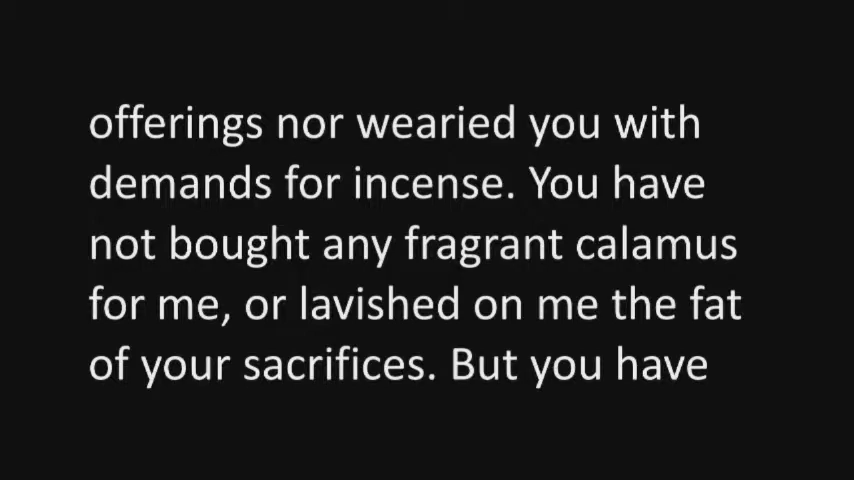 offerings nor wearied you with
demands for incense. You have
not bought any fragrant calamus
for me, or lavished on me the fat
of your sacrifices. But you have